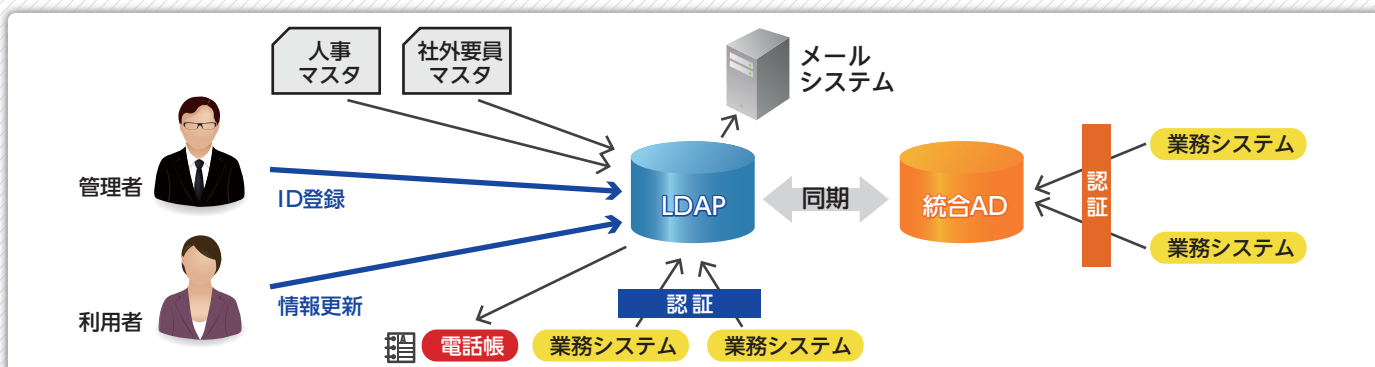 人事
マスタ
社外要員
マスタ
メール
システム
管理者
ID登録
LDAP
同期
統合AD
認証
業務システム
業務システム
利用者
情報更新
認証
電話帳
業務システム
業務システム
A